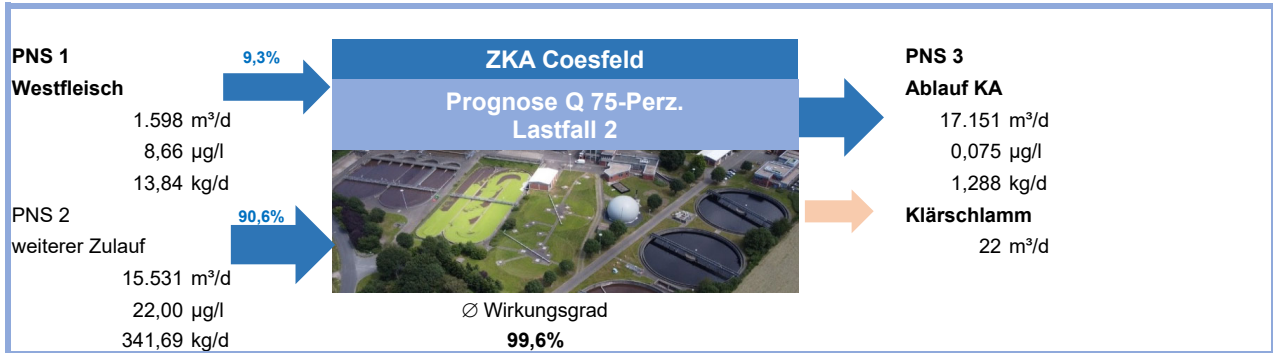 PNS 1
Westfleisch
1.598 m³/d
8,66 µg/l
13,84 kg/d
9,3%
PNS 2
weiterer Zulauf
15.531 m³/d
22,00 µg/l
341,69 kg/d
90,6%
ZKA Coesfeld
Prognose Q 75-Perz.
Lastfall 2
∅ Wirkungsgrad
99,6%
PNS 3
Ablauf KA
17.151 m³/d
0,075 µg/l
1,288 kg/d
Klärschlamm
22 m³/d